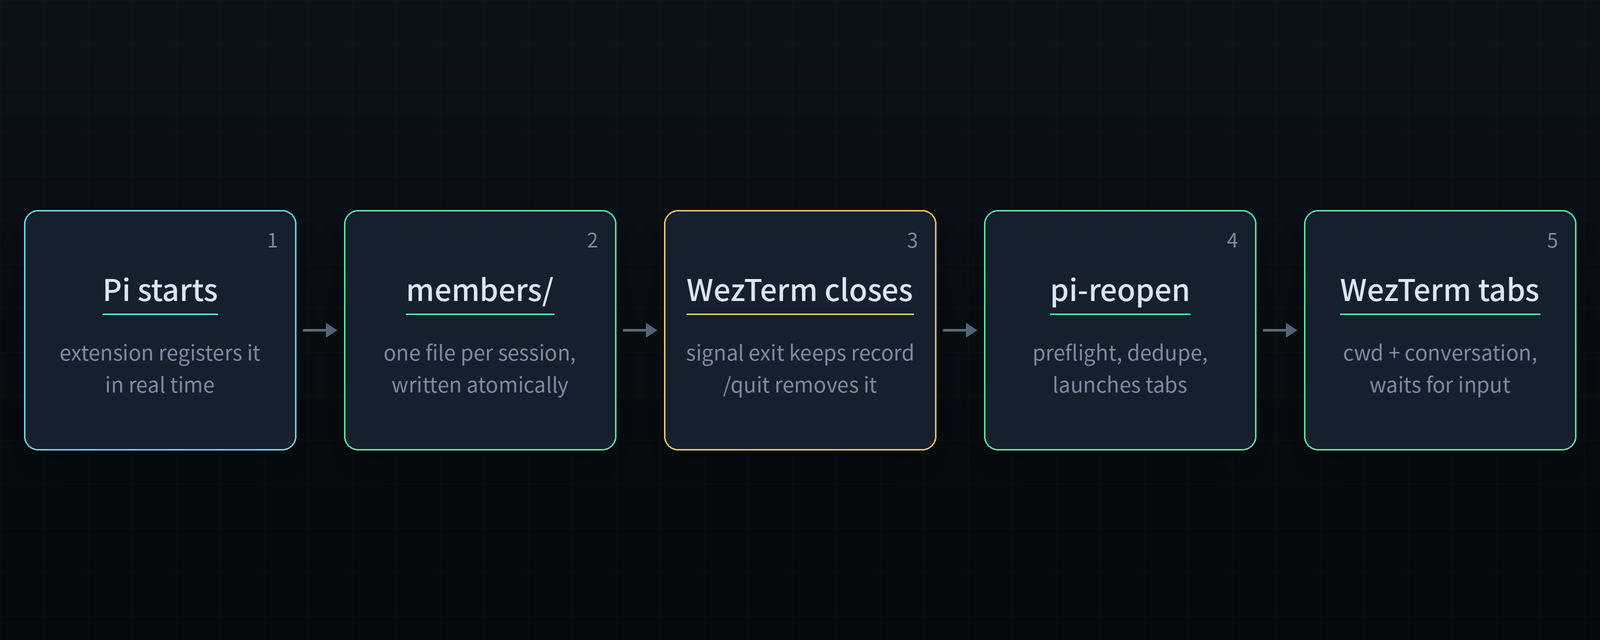 1
Pi starts
extension registers it
in real time
2
members/
one file per session,
written atomically
3
WezTerm closes
signal exit keeps record
/quit removes it
4
pi-reopen
preflight, dedupe,
launches tabs
5
WezTerm tabs
cwd + conversation,
waits for input